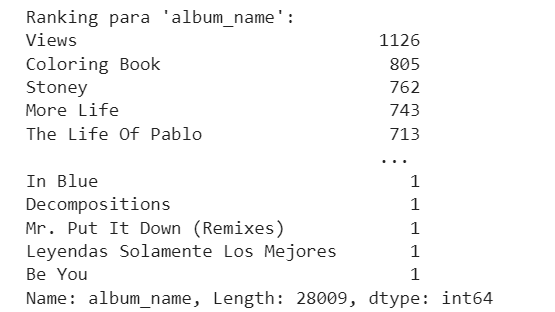 Ranking para 'album_name':
Views 1126
Coloring Book 805
Stoney 762
More Life 743
The Life Of Pablo 713
...
In Blue 1
Decompositions 1
Mr. Put It Down (Remixes) 1
Leyendas Solamente Los Mejores 1
Be You 1
Name: album_name, Length: 28009, dtype: int64